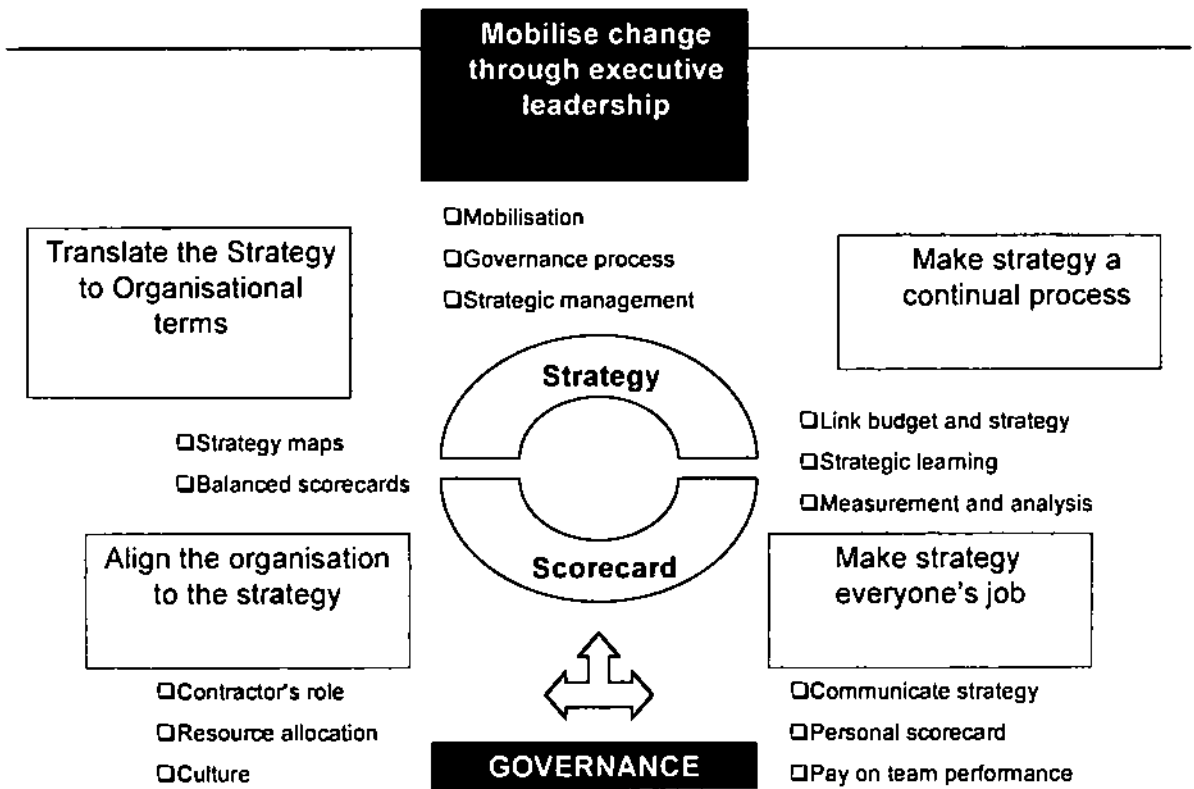 Mobilise change
through executive
leadership
❑Mobilisation
❑Governance process
❑Strategic management
Translate the Strategy
to Organisational
terms
❑Strategy maps
❑Balanced scorecards
Make strategy a
continual process
❑Link budget and strategy
❑Strategic learning
❑Measurement and analysis
Strategy
Scorecard
Align the organisation
to the strategy
❑Contractor's role
❑Resource allocation
❑Culture
Make strategy
everyone's job
❑Communicate strategy
❑Personal scorecard
❑Pay on team performance
GOVERNANCE